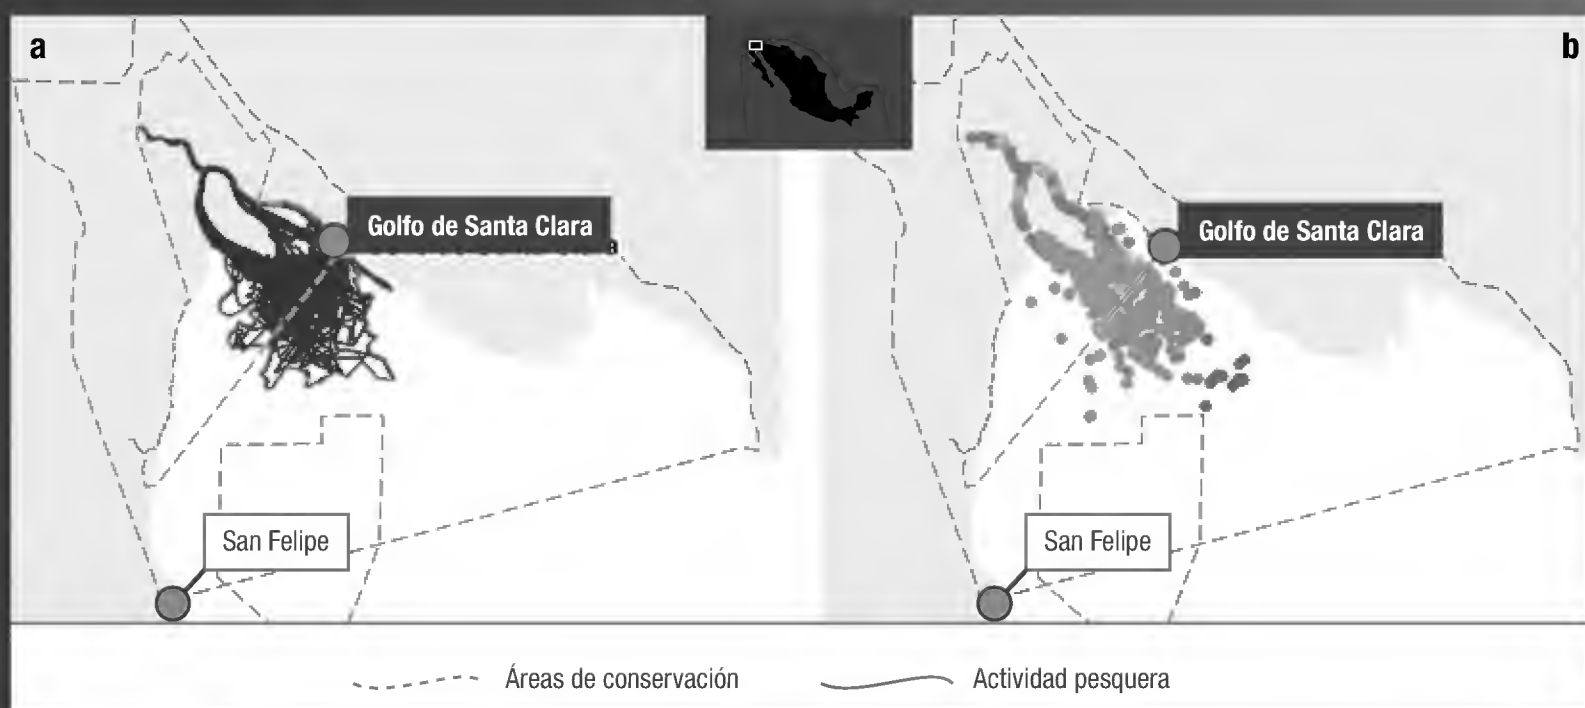 a
b
Golfo de Santa Clara
Golfo de Santa Clara
San Felipe
San Felipe
Áreas de conservación
Actividad pesquera